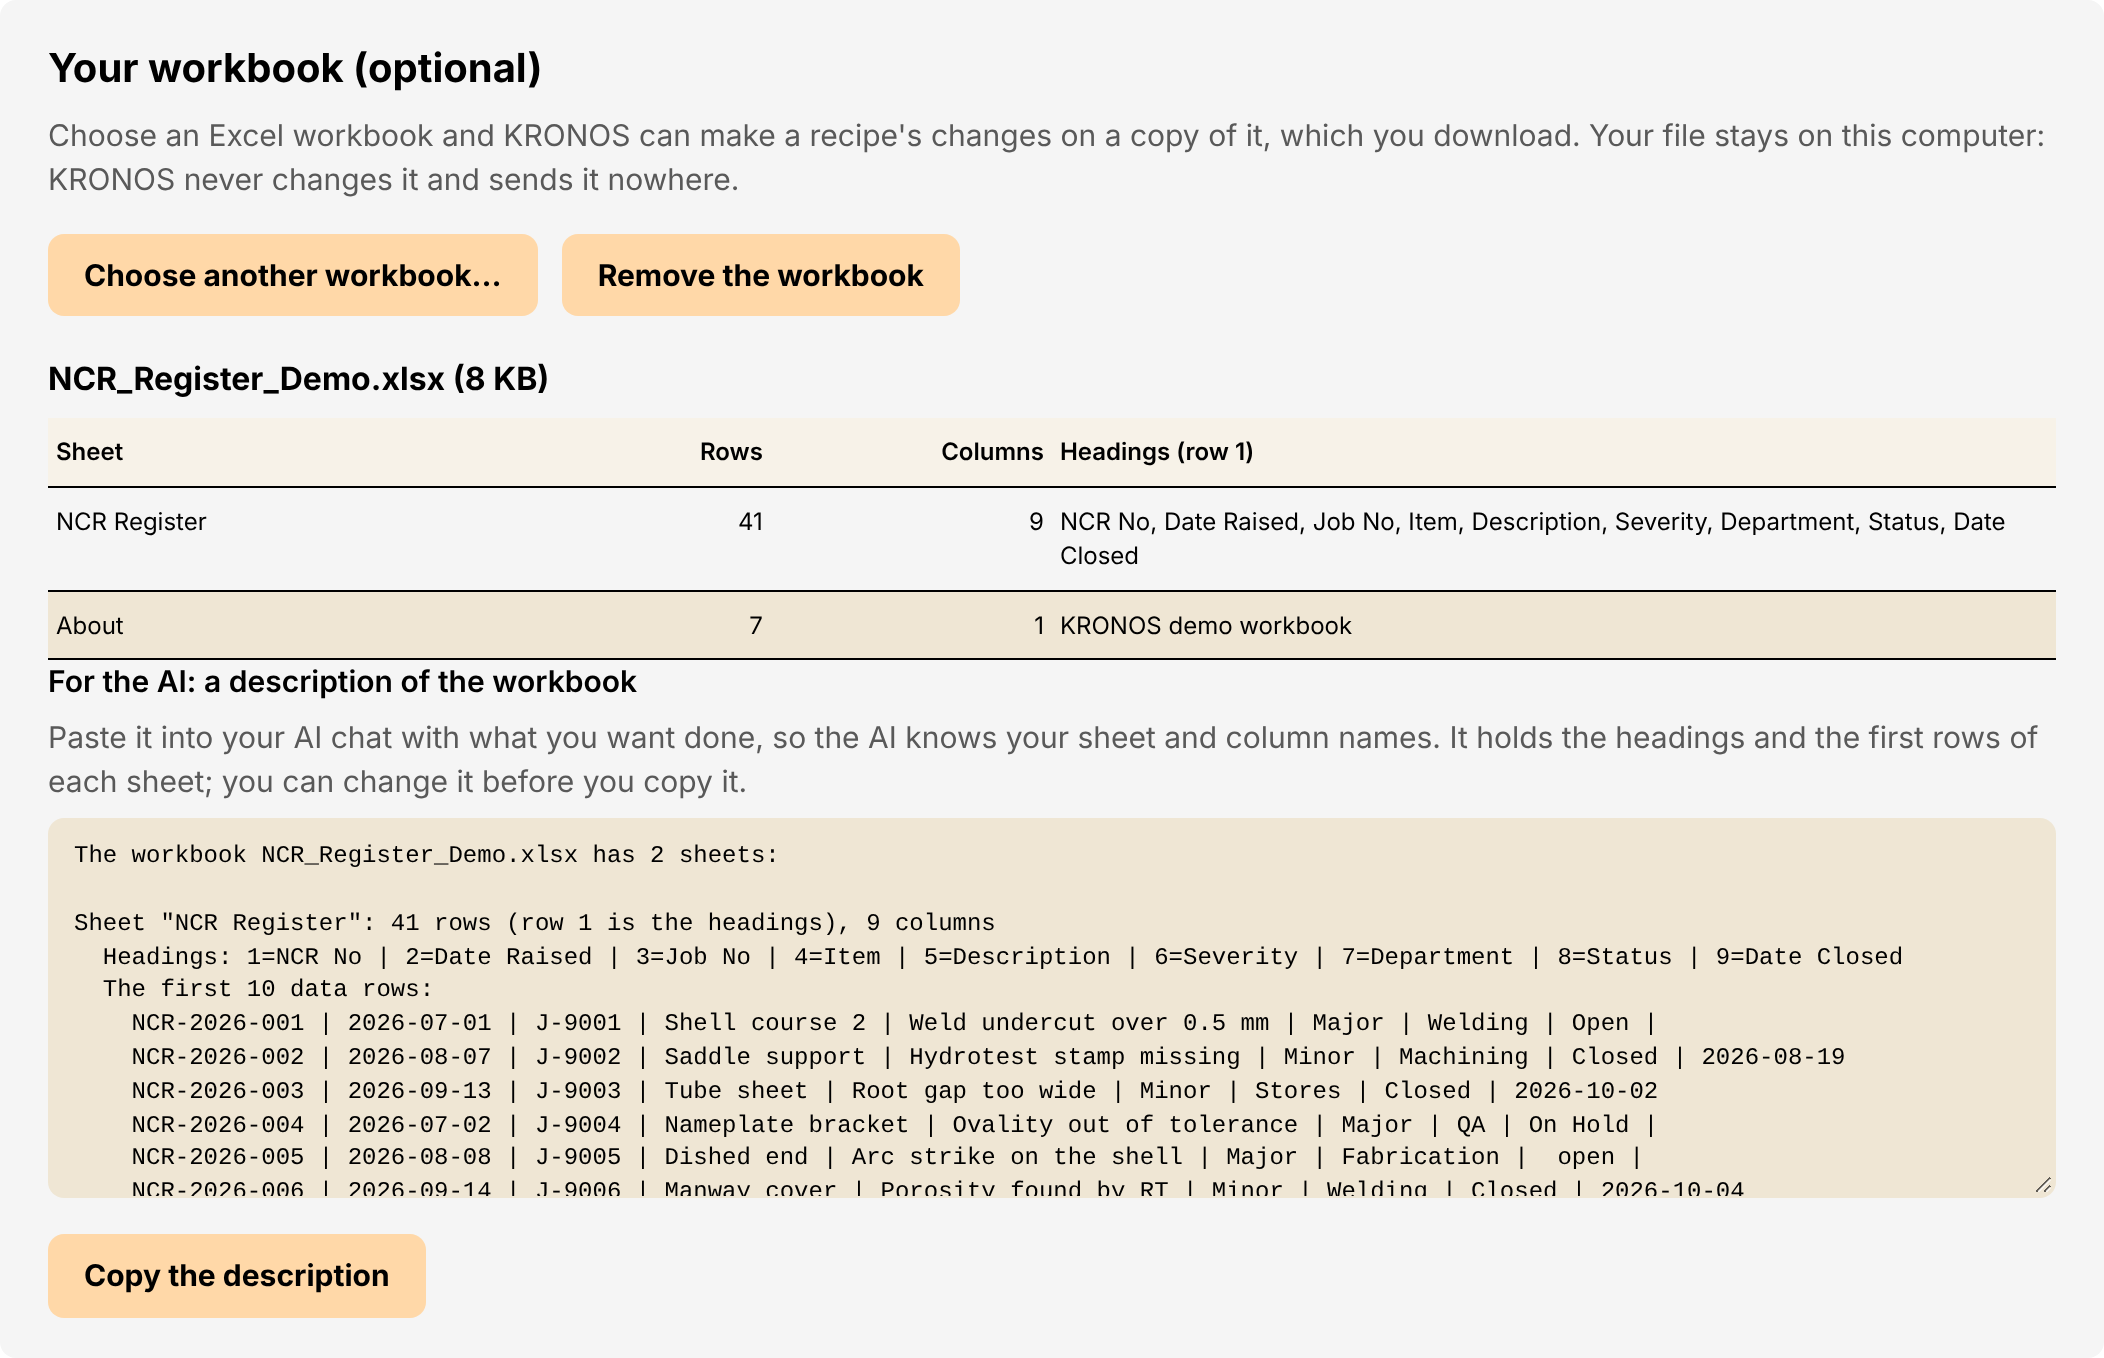 Your workbook (optional)
Choose an Excel workbook and KRONOS can make a recipe's changes on a copy of it, which you download. Your file stays on this computer:
KRONOS never changes it and sends it nowhere.
Choose another workbook...
Remove the workbook
NCR_Register_Demo.xlsx (8 KB)
Sheet Rows Columns Headings (row 1)
NCR Register 41 9 NCR No, Date Raised, Job No, Item, Description, Severity, Department, Status, Date
Closed
About 7 1 KRONOS demo workbook
For the AI: a description of the workbook
Paste it into your AI chat with what you want done, so the AI knows your sheet and column names. It holds the headings and the first rows of
each sheet; you can change it before you copy it.
The workbook NCR_Register_Demo.xlsx has 2 sheets:
Sheet "NCR Register": 41 rows (row 1 is the headings), 9 columns
Headings: 1=NCR No | 2=Date Raised | 3=Job No | 4=Item | 5=Description | 6=Severity | 7=Department | 8=Status | 9=Date Closed
The first 10 data rows:
NCR-2026-001 | 2026-07-01 | J-9001 | Shell course 2 | Weld undercut over 0.5 mm | Major | Welding | Open |
NCR-2026-002 | 2026-08-07 | J-9002 | Saddle support | Hydrotest stamp missing | Minor | Machining | Closed | 2026-08-19
NCR-2026-003 | 2026-09-13 | J-9003 | Tube sheet | Root gap too wide | Minor | Stores | Closed | 2026-10-02
NCR-2026-004 | 2026-07-02 | J-9004 | Nameplate bracket | Ovality out of tolerance | Major | QA | On Hold |
NCR-2026-005 | 2026-08-08 | J-9005 | Dished end | Arc strike on the shell | Major | Fabrication |  open |
NCR-2026-006 | 2026-09-14 | J-9006 | Manway cover | Porosity found by RT | Minor | Welding | Closed | 2026-10-04
Copy the description